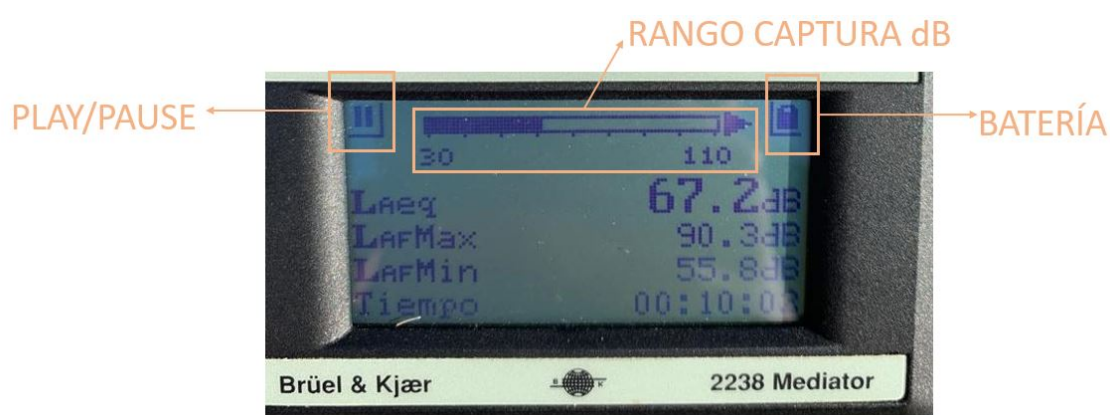 RANGO CAPTURA dB
PLAY/PAUSE
BATERÍA
30 110
LAeq 67.2dB
LAFMax 90.3dB
LAFMin 55.8dB
Tiempo 00:10:0
Brüel & Kjær B K 2238 Mediator